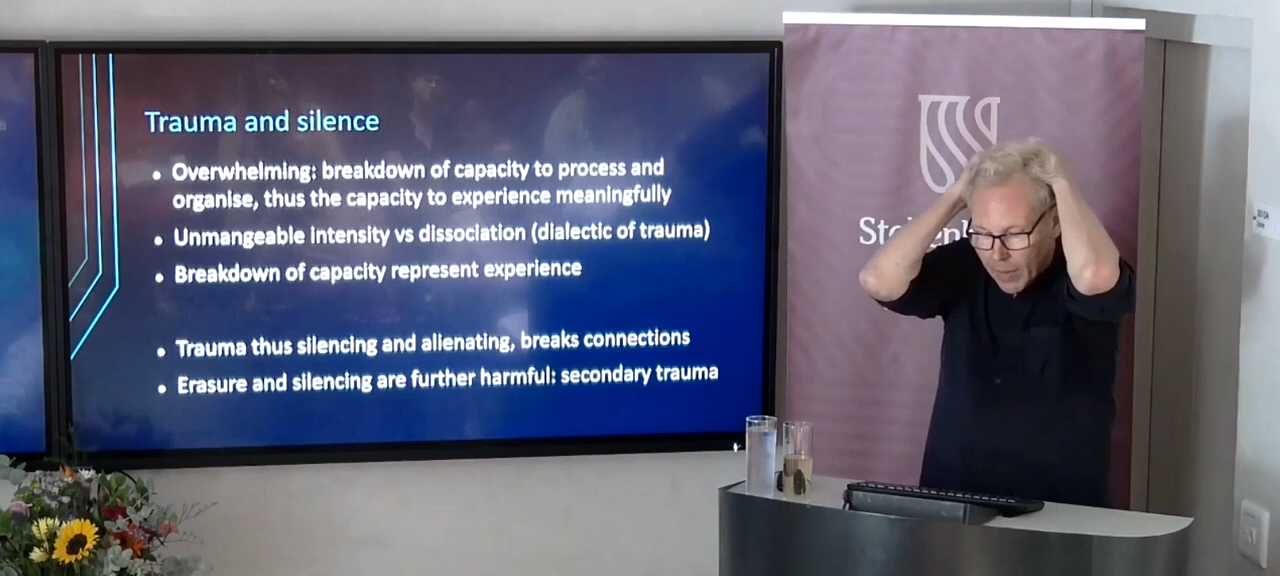 Trauma and silence
• Overwhelming: breakdown of capacity to process and
organise, thus the capacity to experience meaningfully
• Unmangeable intensity vs dissociation (dialectic of trauma)
• Breakdown of capacity represent experience
• Trauma thus silencing and alienating, breaks connections
• Erasure and silencing are further harmful: secondary trauma